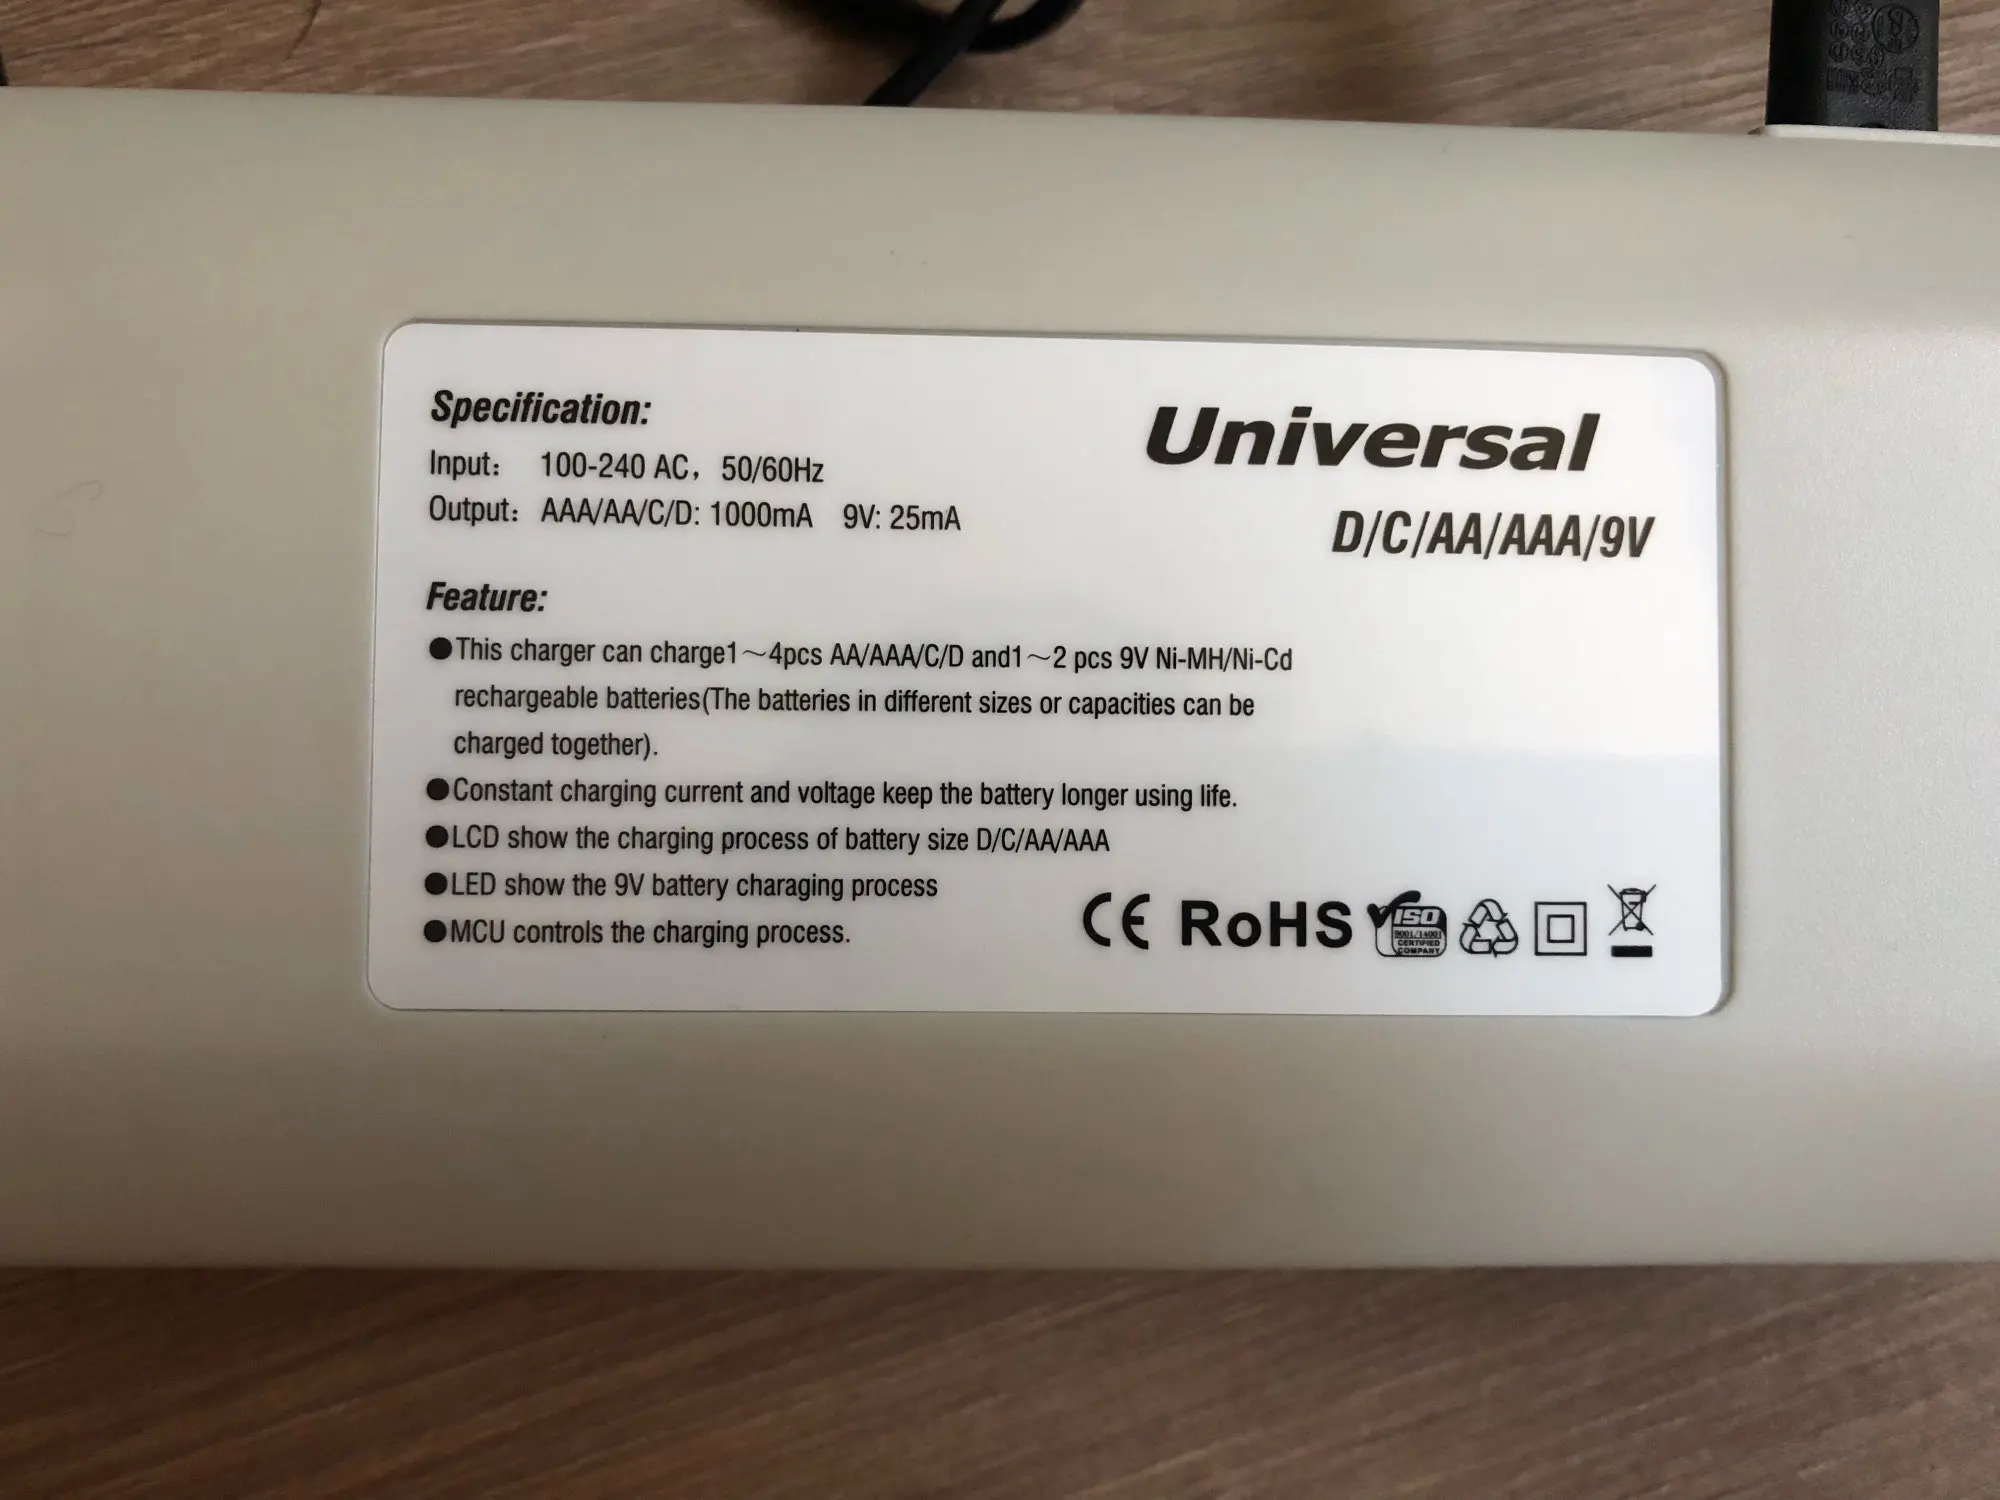 Specification:
Input: 100-240 AC, 50/60Hz
Output: AAA/AA/C/D: 1000mA 9V: 25mA
Universal
D/C/AA/AAA/9V
Feature:
●This charger can charge1～4pcs AA/AAA/C/D and1～2 pcs 9V Ni-MH/Ni-Cd
rechargeable batteries(The batteries in different sizes or capacities can be
charged together).
●Constant charging current and voltage keep the battery longer using life.
●LCD show the charging process of battery size D/C/AA/AAA
●LED show the 9V battery charaging process
●MCU controls the charging process.
CE RoHS ISO
9001/14001
CERTIFIED
COMPANY